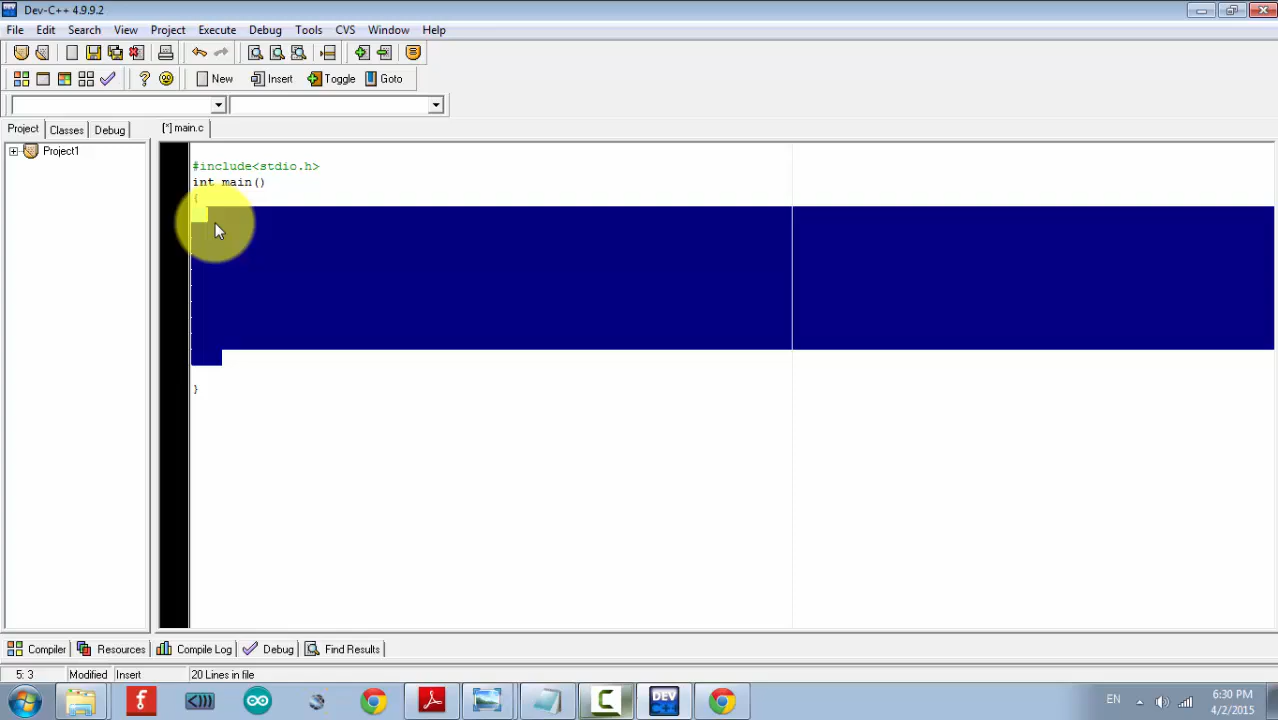 Dev-C++ 4.9.9.2
File Edit Search View Project Execute Debug Tools CVS Window Help
New Insert Toggle Goto
Project Classes Debug [*] main.c
Project1
#include<stdio.h>
int main()
{
}
Compiler Resources Compile Log Debug Find Results
5: 3 Modified Insert 20 Lines in file
DEV C++
EN 6:30 PM
4/2/2015